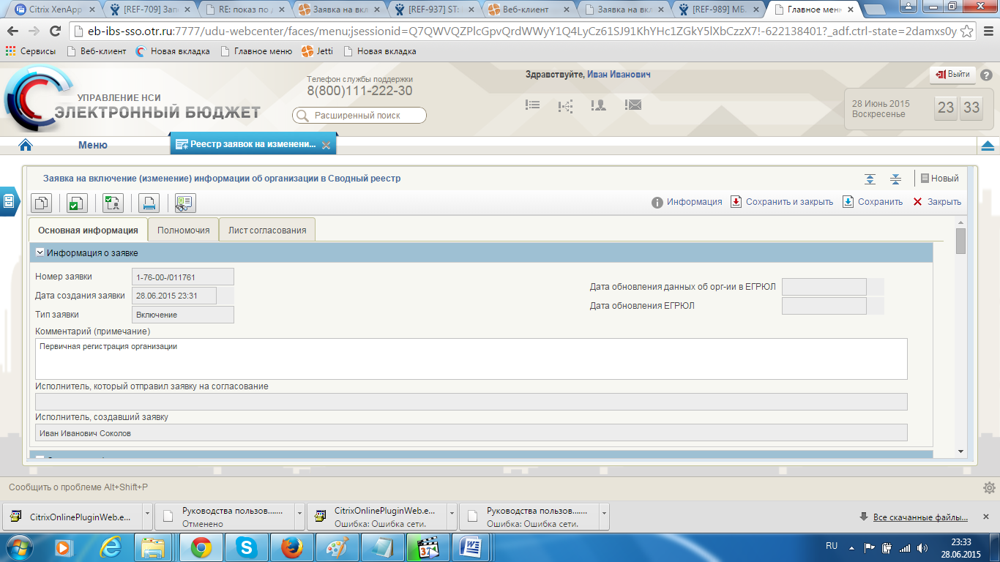 Citrix XenApp
[REF-709] Зап
RE: показ по д
Заявка на вкл
[REF-937] ST:
Веб-клиент
Заявка на вкл
[REF-989] МБ.
Главное мен
eb-ibs-sso.otr.ru:7777/udu-webcenter/faces/menu;jsessionid=Q7QWVQZPlcGpvQrdWWyY1Q4LyCz61SJ91KhYHc1ZGkY5lXbCzzX7!-622138401?_adf.ctrl-state=2damxs0y
Сервисы Веб-клиент Новая вкладка Главное меню Jetti Новая вкладка
Телефон службы поддержки
8(800)111-222-30
Здравствуйте, Иван Иванович
Выйти
УПРАВЛЕНИЕ НСИ
ЭЛЕКТРОННЫЙ БЮДЖЕТ
Расширенный поиск
28 Июнь 2015
Воскресенье
23 33
Меню
Реестр заявок на изменени...
Заявка на включение (изменение) информации об организации в Сводный реестр
Новый
Информация Сохранить и закрыть Сохранить Закрыть
Основная информация Полномочия Лист согласования
Информация о заявке
Номер заявки 1-76-00-/011761
Дата создания заявки 28.06.2015 23:31
Тип заявки Включение
Дата обновления данных об орг-ии в ЕГРЮЛ
Дата обновления ЕГРЮЛ
Комментарий (примечание)
Первичная регистрация организации
Исполнитель, который отправил заявку на согласование
Исполнитель, создавший заявку
Иван Иванович Соколов
Сообщить о проблеме Alt+Shift+P
CitrixOnlinePluginWeb.e...
Руководства пользов.......
Отменено
CitrixOnlinePluginWeb.e...
Ошибка: Ошибка сети.
Руководства пользов.......
Ошибка: Ошибка сети.
Все скачанные файлы...
RU
23:33
28.06.2015